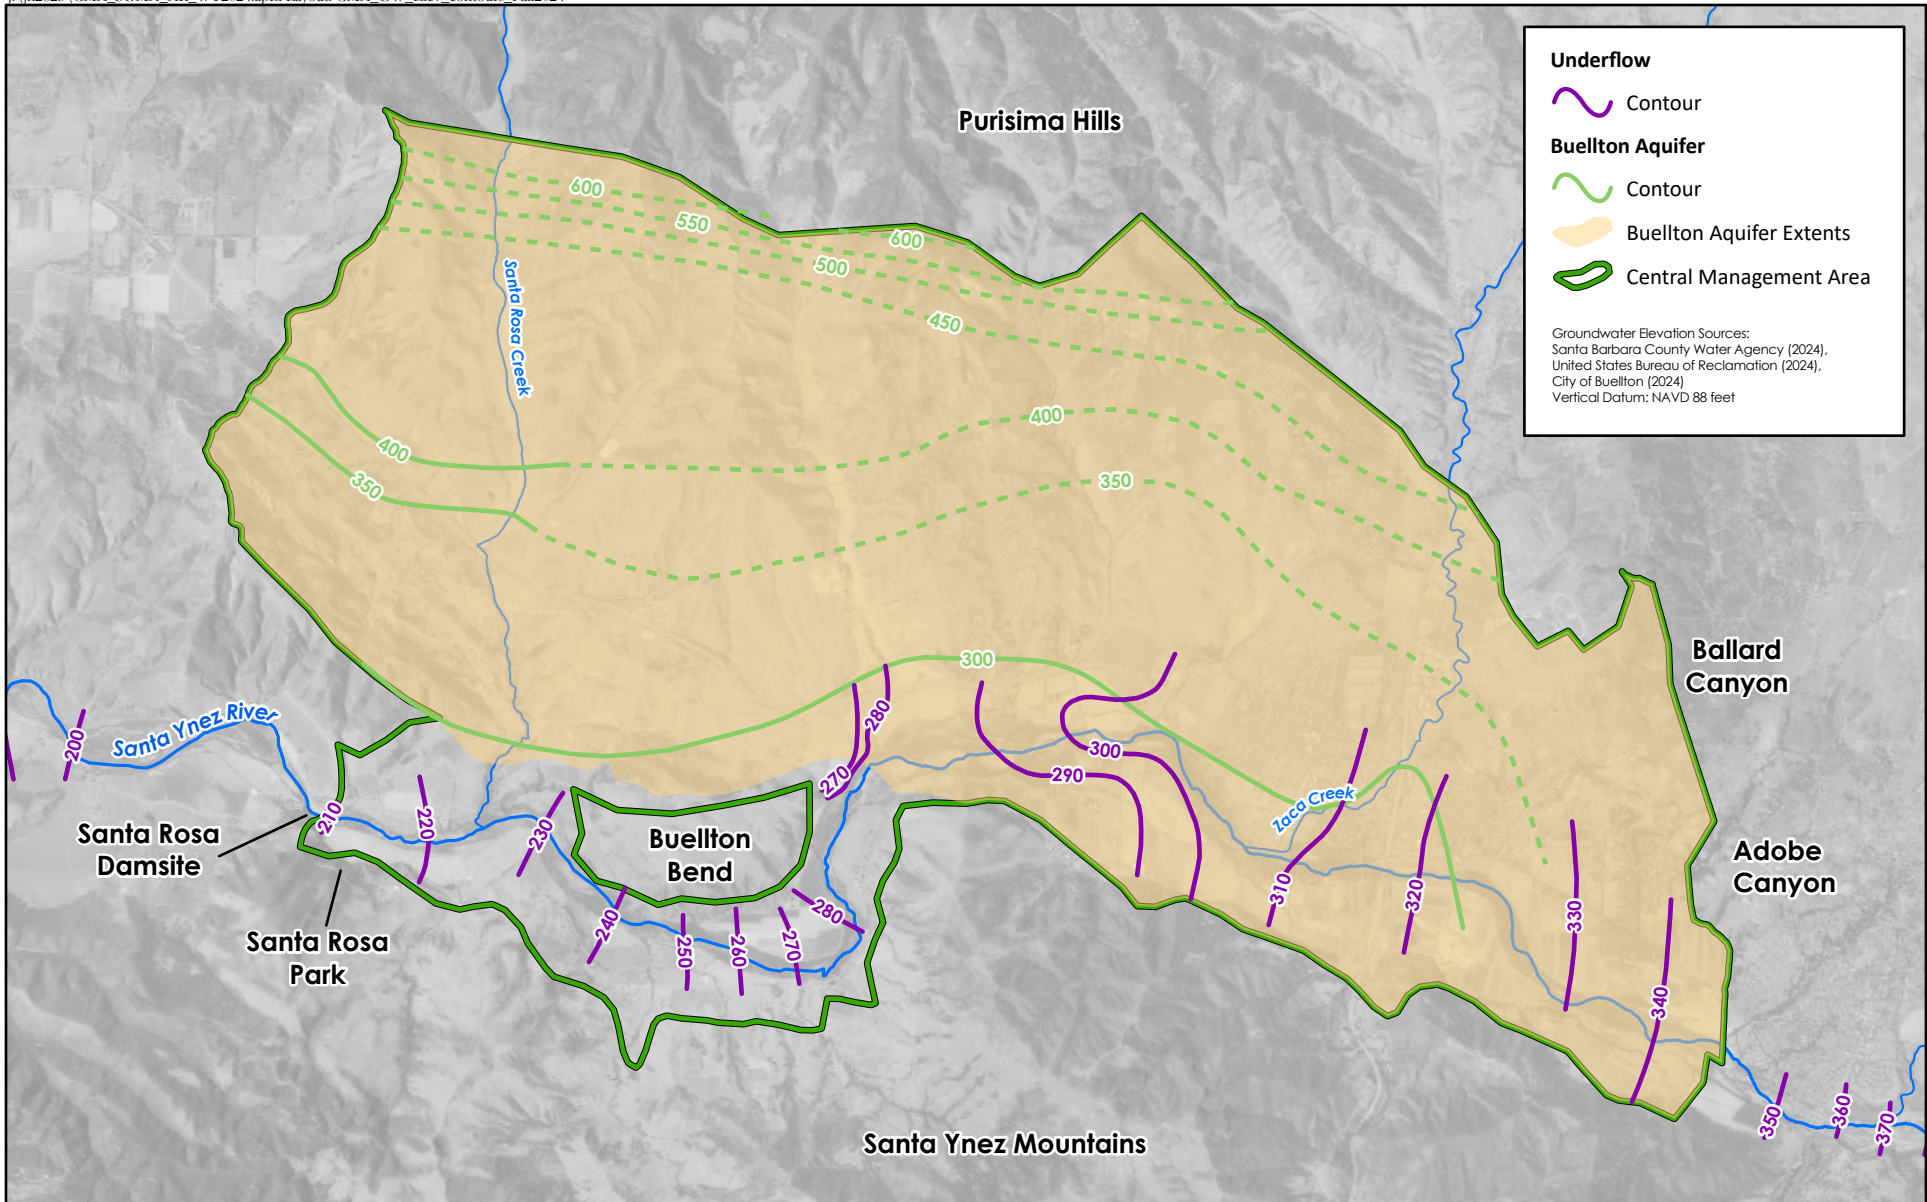 Purisima Hills
Underflow
Contour
Buellton Aquifer
Contour
Buellton Aquifer Extents
Central Management Area
Groundwater Elevation Sources:
Santa Barbara County Water Agency (2024),
United States Bureau of Reclamation (2024),
City of Buellton (2024)
Vertical Datum: NAVD 88 feet
600
550
600
500
450
Santa Rosa Creek
400
400
350
350
300
Ballard
Canyon
Santa Ynez River
200
280
270
300
290
Zaca Creek
210
220
230
Santa Rosa
Damsite
Buellton
Bend
Adobe
Canyon
310
320
330
240
250
260
270
280
Santa Rosa
Park
340
350
360
370
Santa Ynez Mountains